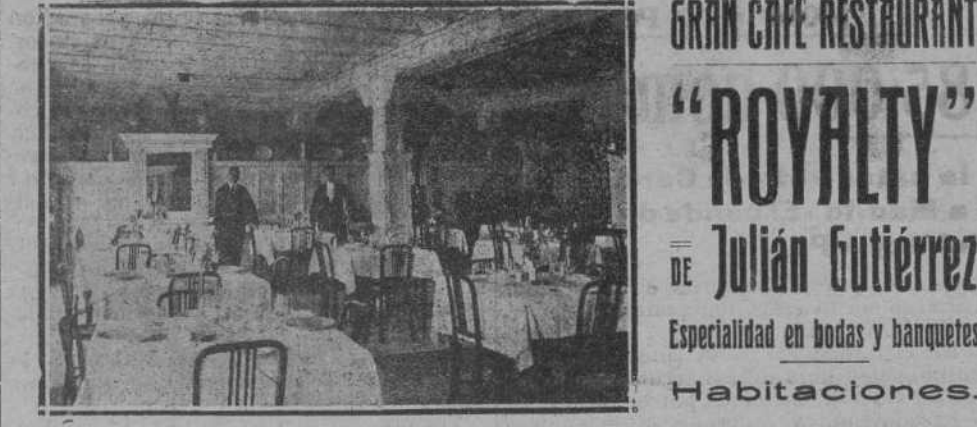 GRAN CAFE RESTAURANT
“ROYALTY”
DE Julián Gutiérrez
Especialidad en bodas y banquetes
Habitaciones.